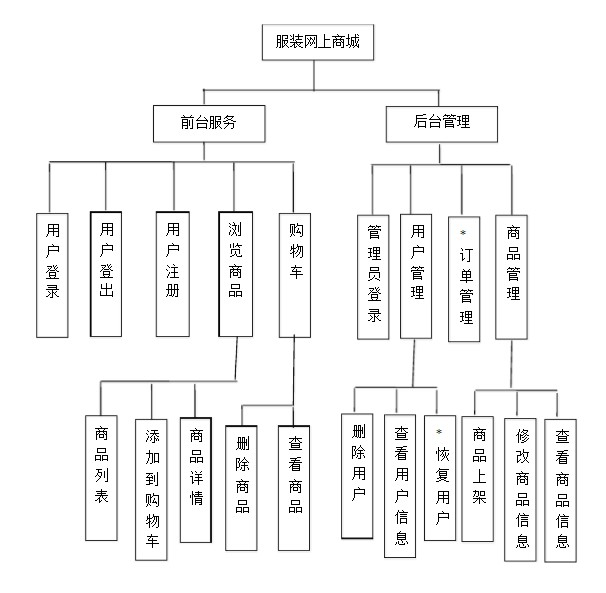 服装网上商城
前台服务
后台管理
用户登录
用户登出
用户注册
浏览商品
购物车
管理员登录
用户管理
*订单管理
商品管理
商品列表
添加到购物车
商品详情
删除商品
查看商品
删除用户
查看用户信息
*恢复用户
商品上架
修改商品信息
查看商品信息